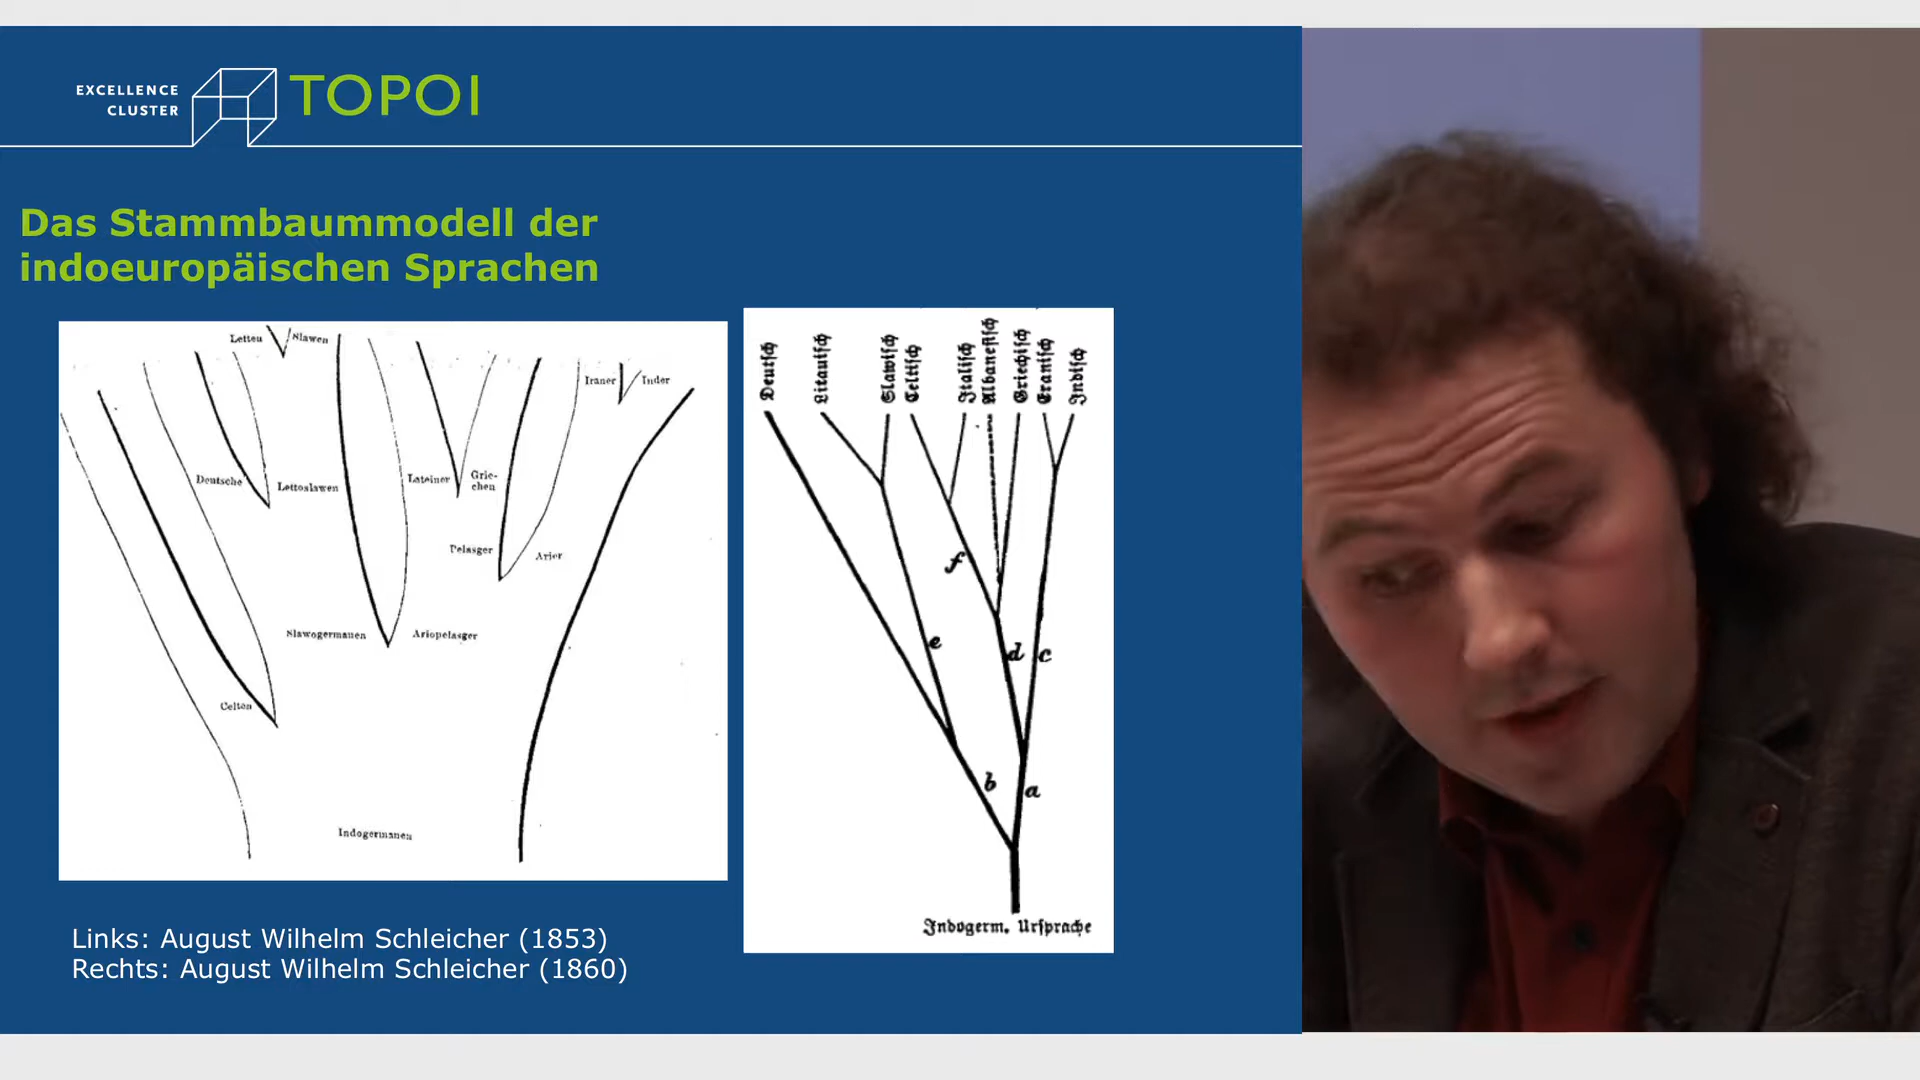 EXCELLENCE
CLUSTER
TOPOI
Das Stammbaummodell der
indoeuropäischen Sprachen
Letten
Slawen
Iraner
Inder
Deutsche
Lettoslawen
Lateiner
Grie-
chen
Pelasger
Arier
Slawogermanen
Ariopelasger
Celten
Indogermanen
Deutsch
Litauisch
Slawisch
Celtisch
Italisch
Albanesisch
Griechisch
Eranisch
Indisch
f
e
d
c
b
a
Indogerm. Ursprache
Links: August Wilhelm Schleicher (1853)
Rechts: August Wilhelm Schleicher (1860)